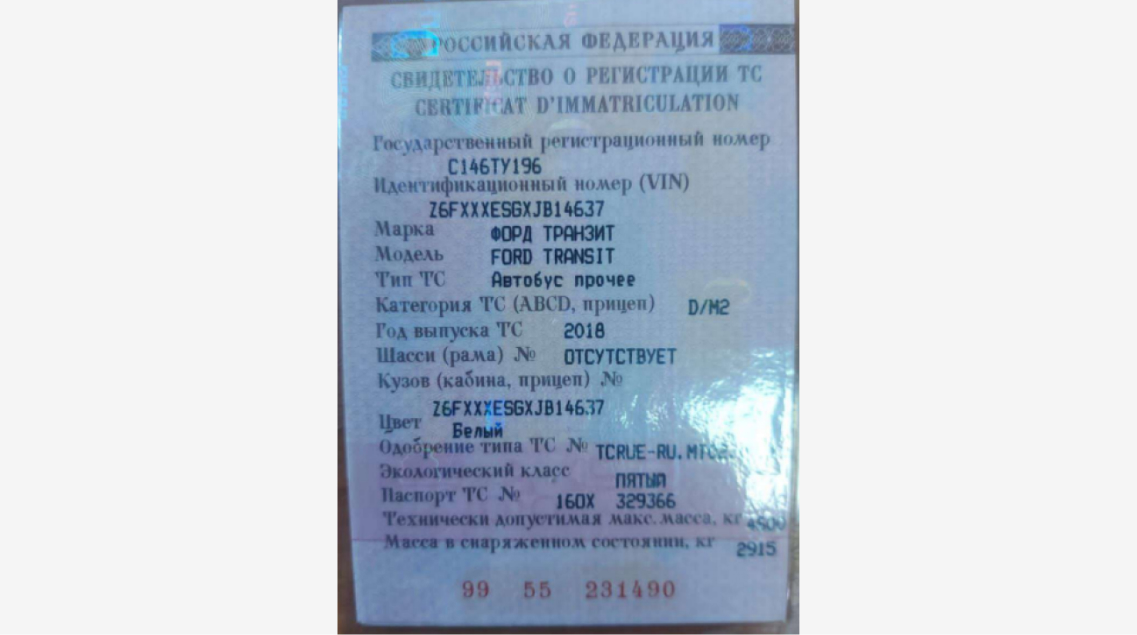 РОССИЙСКАЯ ФЕДЕРАЦИЯ
СВИДЕТЕЛЬСТВО О РЕГИСТРАЦИИ ТС
CERTIFICAT D'IMMATRICULATION
Государственный регистрационный номер
С146ТУ196
Идентификационный номер (VIN)
Z6FXXXESGXJB14637
Марка ФОРД ТРАНЗИТ
Модель FORD TRANSIT
Тип ТС Автобус прочее
Категория ТС (ABCD, прицеп) D/M2
Год выпуска ТС 2018
Шасси (рама) № ОТСУТСТВУЕТ
Кузов (кабина, прицеп) №
Z6FXXXESGXJB14637
Цвет Белый
Одобрение типа ТС №
Экологический класс ПЯТЫЙ
Паспорт ТС № 16ОХ 329366
Технически допустимая макс. масса, кг
Масса в снаряженном состоянии, кг 2915
99 55 231490